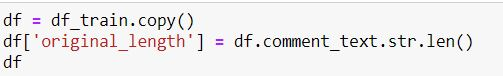 df = df_train.copy()
df['original_length'] = df.comment_text.str.len()
df